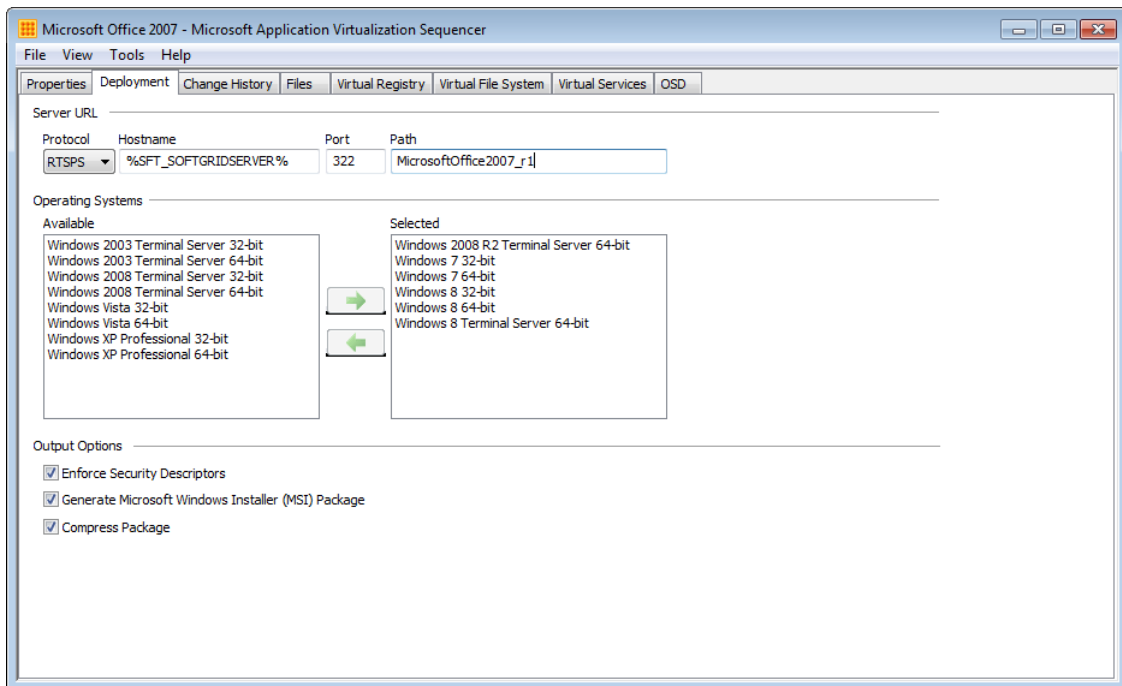 Microsoft Office 2007 - Microsoft Application Virtualization Sequencer
File View Tools Help
Properties Deployment Change History Files Virtual Registry Virtual File System Virtual Services OSD
Server URL
Protocol Hostname Port Path
RTSPS %SFT_SOFTGRIDSERVER% 322 MicrosoftOffice2007_r1
Operating Systems
Available Selected
Windows 2003 Terminal Server 32-bit Windows 2008 R2 Terminal Server 64-bit
Windows 2003 Terminal Server 64-bit Windows 7 32-bit
Windows 2008 Terminal Server 32-bit Windows 7 64-bit
Windows 2008 Terminal Server 64-bit Windows 8 32-bit
Windows Vista 32-bit Windows 8 64-bit
Windows Vista 64-bit Windows 8 Terminal Server 64-bit
Windows XP Professional 32-bit
Windows XP Professional 64-bit
Output Options
Enforce Security Descriptors
Generate Microsoft Windows Installer (MSI) Package
Compress Package